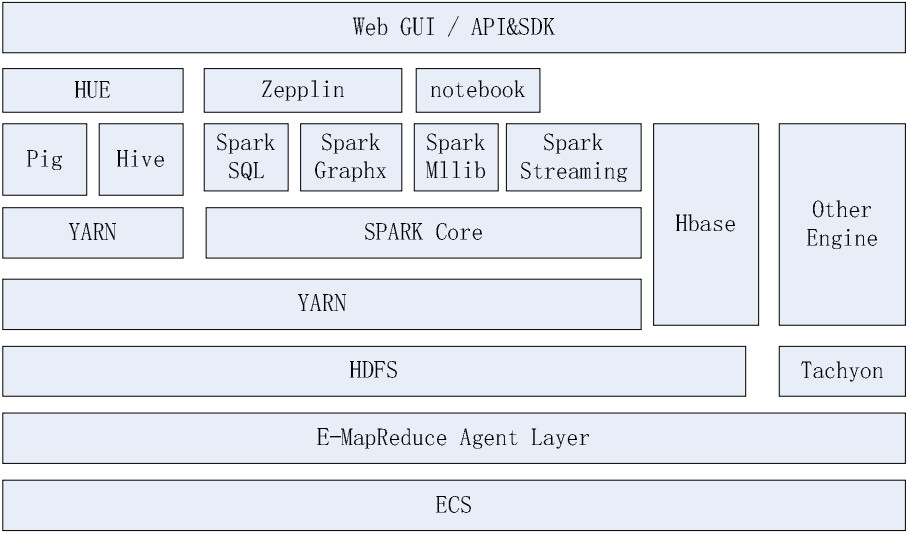 Web GUI / API&SDK
HUE
Zepplin
notebook
Pig
Hive
Spark
SQL
Spark
Graphx
Spark
Mllib
Spark
Streaming
Hbase
Other
Engine
YARN
SPARK Core
YARN
HDFS
Tachyon
E-MapReduce Agent Layer
ECS